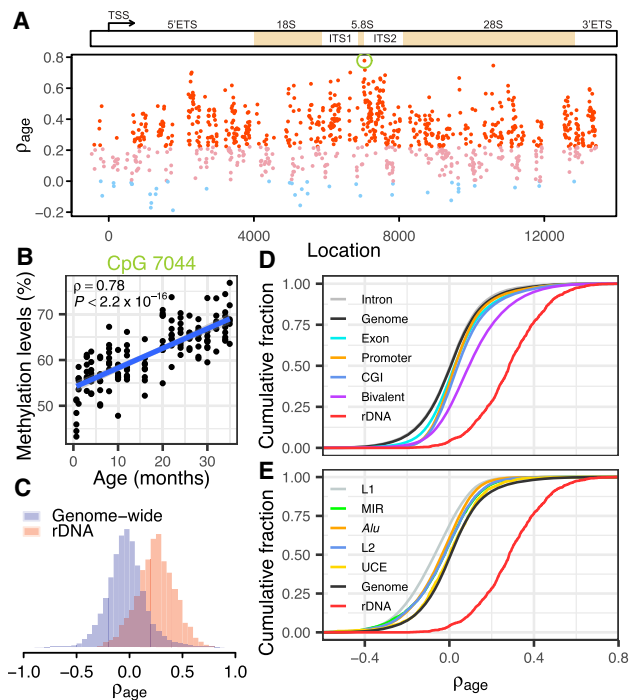 A
TSS
5'ETS
18S
ITS1
5.8S
ITS2
28S
3'ETS
0.8
0.6
0.4
0.2
0.0
−0.2
ρage
0
4000
8000
12000
Location
B
CpG 7044
ρ = 0.78
P < 2.2 x 10−16
Methylation levels (%)
70
60
50
0
10
20
30
Age (months)
C
Genome−wide
rDNA
−1.0
−0.5
0.0
0.5
1.0
ρage
D
Cumulative fraction
1.00
0.75
0.50
0.25
0.00
Intron
Genome
Exon
Promoter
CGI
Bivalent
rDNA
E
Cumulative fraction
1.00
0.75
0.50
0.25
0.00
L1
MIR
Alu
L2
UCE
Genome
rDNA
−0.4
0.0
0.4
0.8
ρage